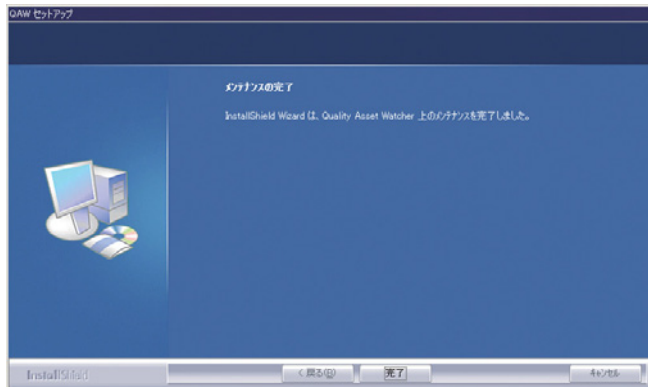 QAW セットアップ
メンテナンスの完了
InstallShield Wizard は、Quality Asset Watcher 上のメンテナンスを完了しました。
InstallShield
< 戻る(B)
完了
キャンセル